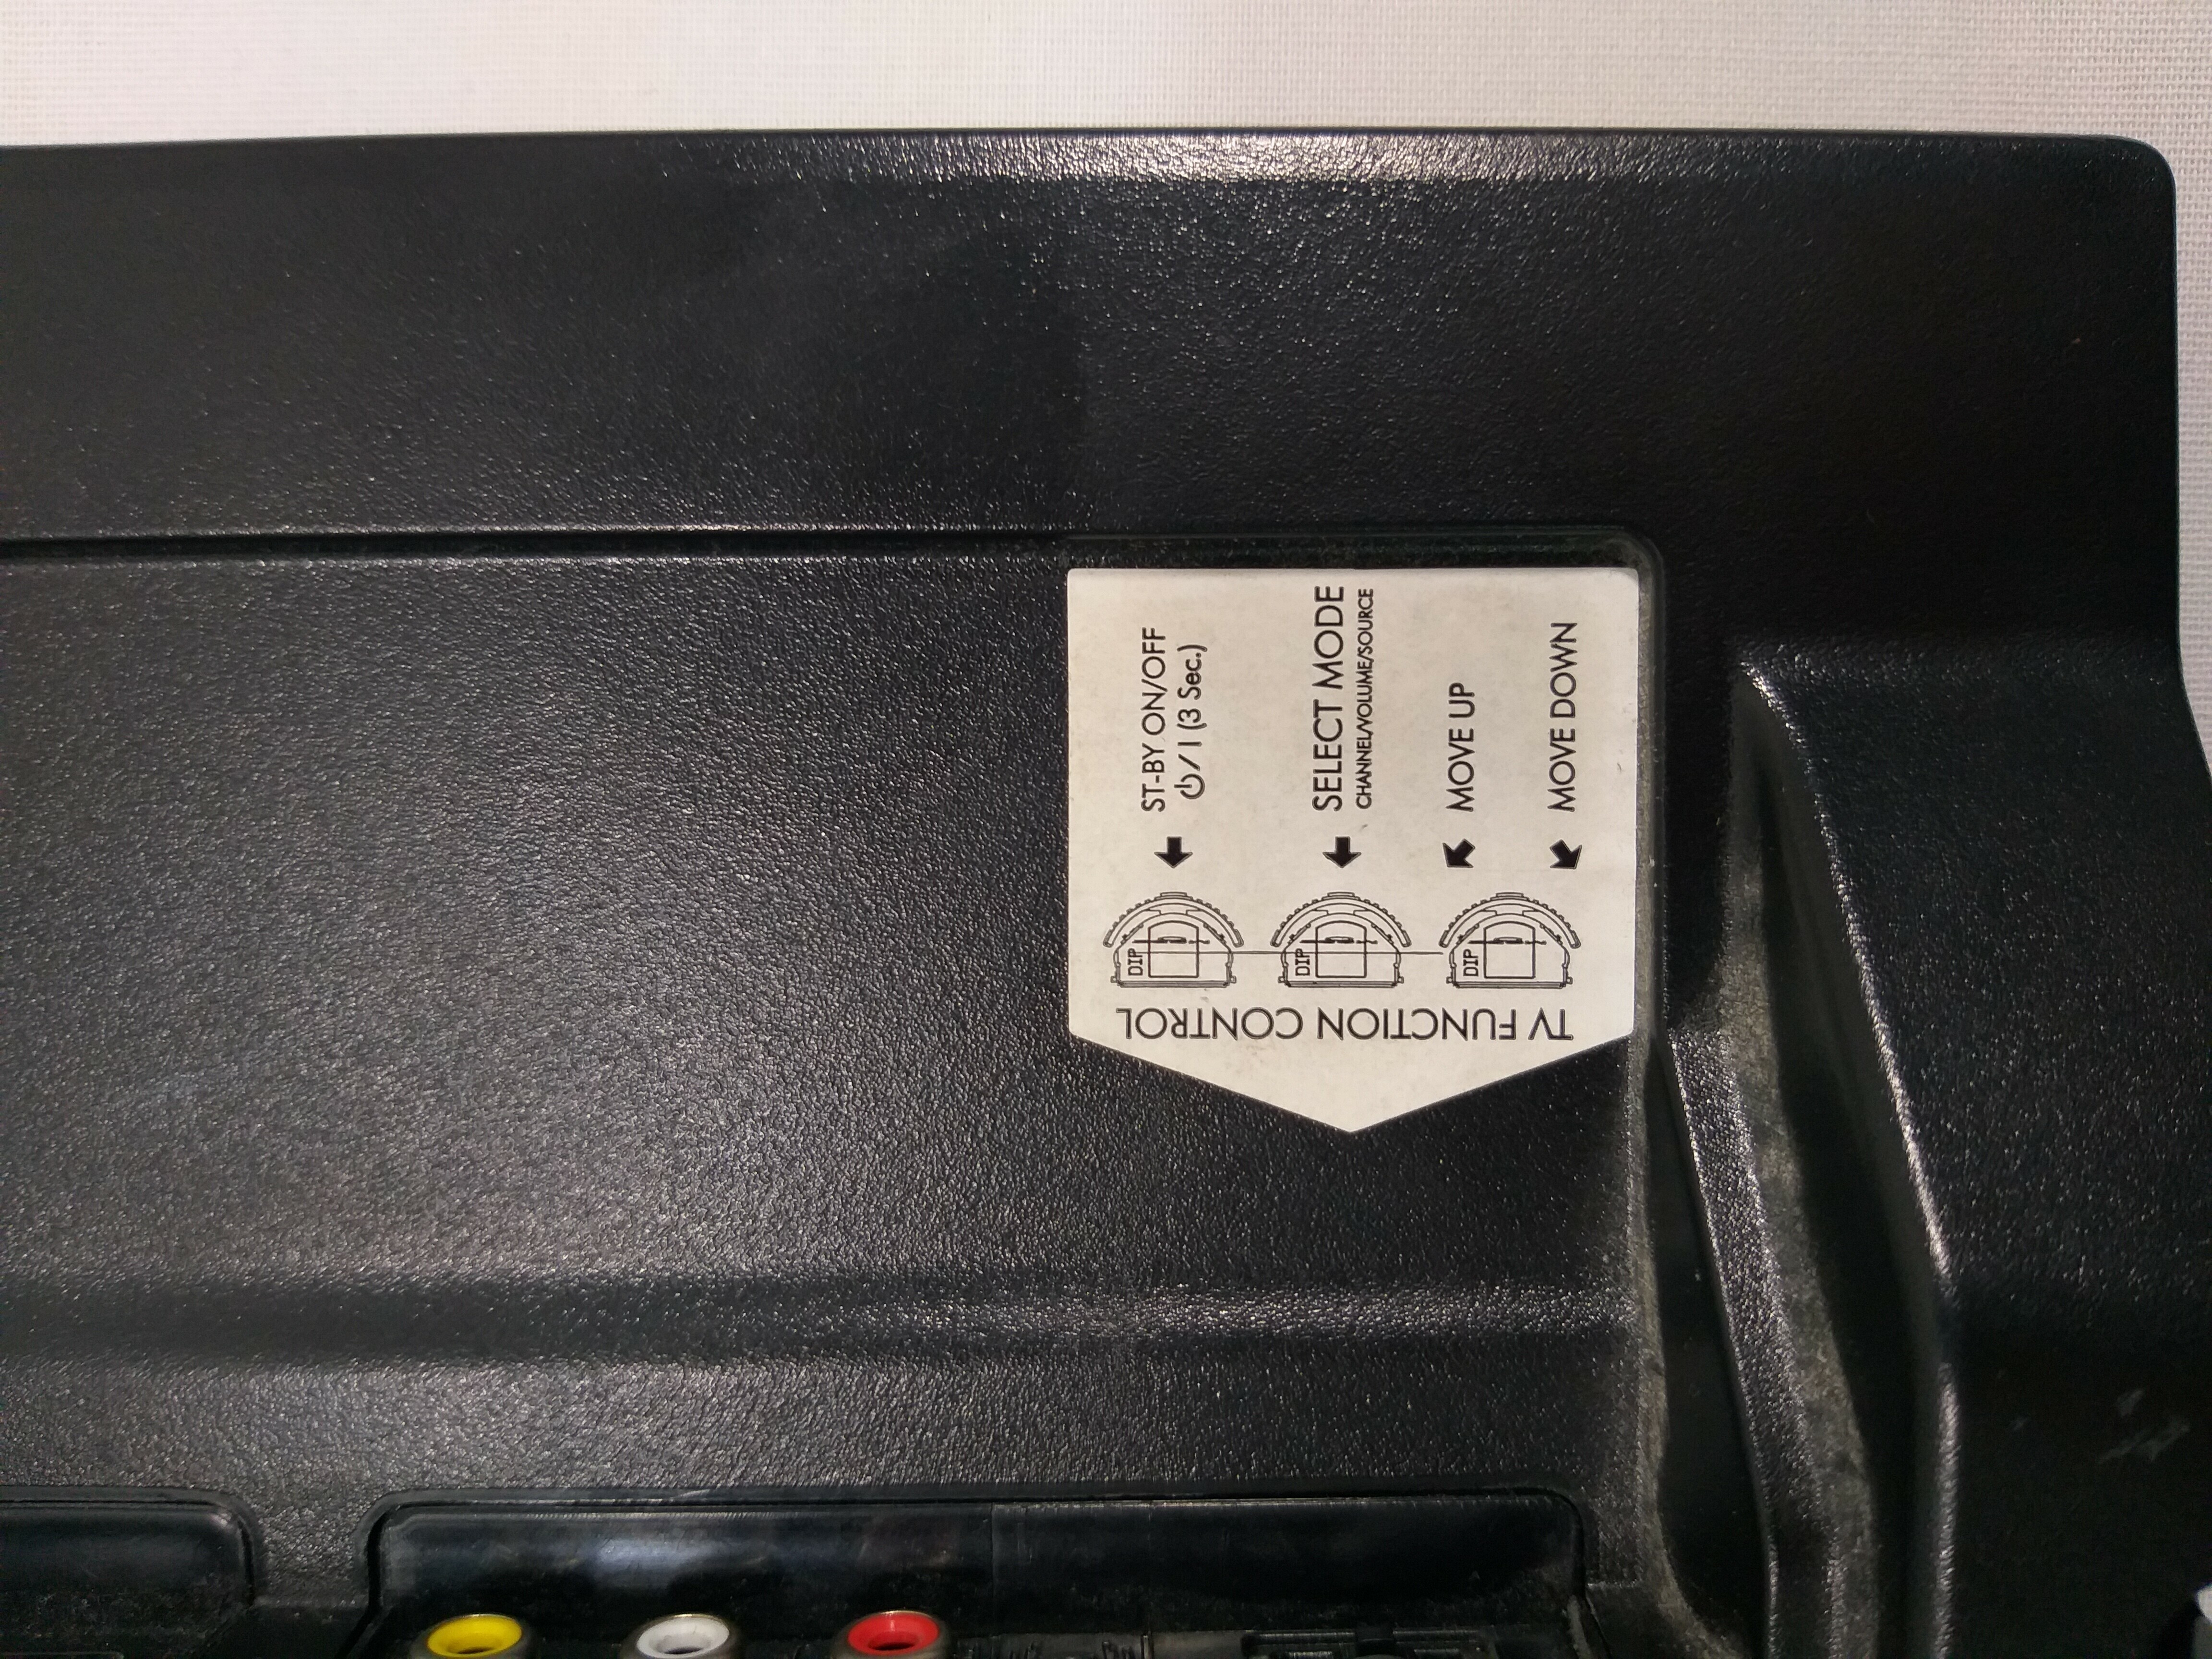 TV FUNCTION CONTROL
DIP
ST-BY ON/OFF
⏻/I (3 Sec.)
DIP
SELECT MODE
CHANNEL/VOLUME/SOURCE
DIP
MOVE UP
MOVE DOWN